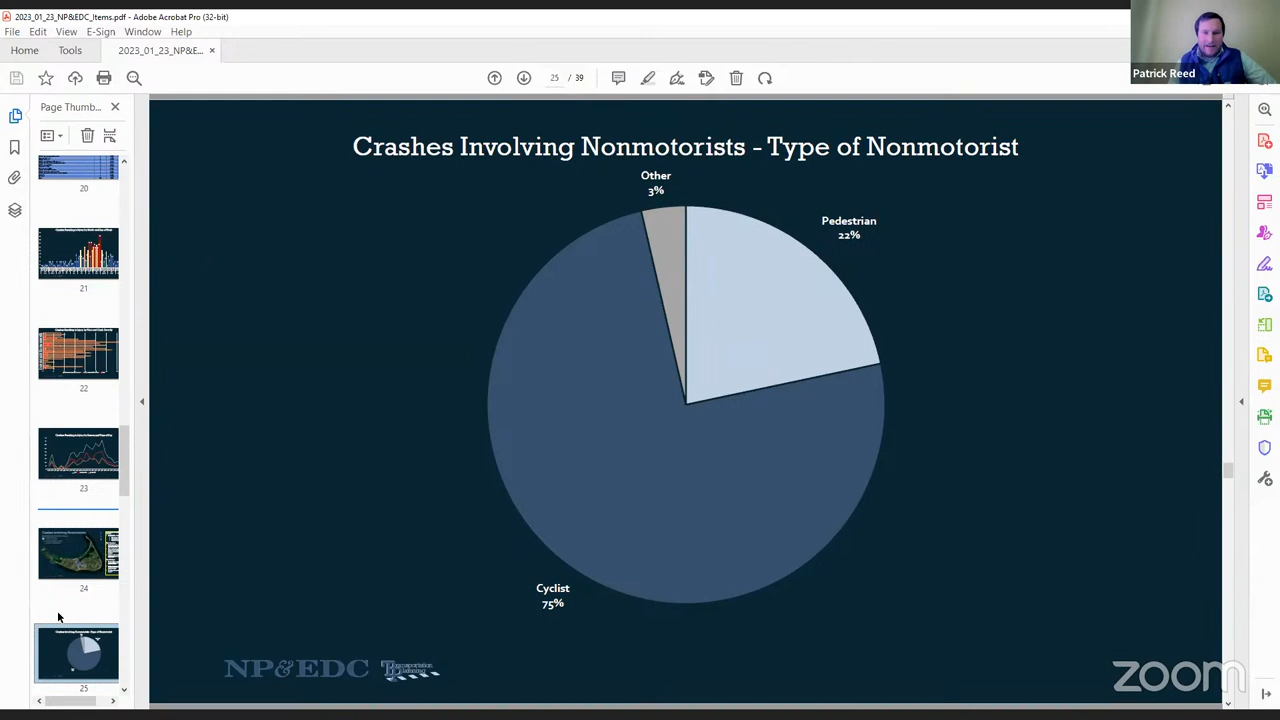 2023_01_23_NP&EDC_Items.pdf - Adobe Acrobat Pro (32-bit)
File Edit View E-Sign Window Help
Home Tools 2023_01_23_NP&E... ×
25 / 39
Patrick Reed
Page Thumb...
20
21
22
23
24
25
Crashes Involving Nonmotorists - Type of Nonmotorist
Other
3%
Pedestrian
22%
Cyclist
75%
NP&EDC Transportation Planning
zoom